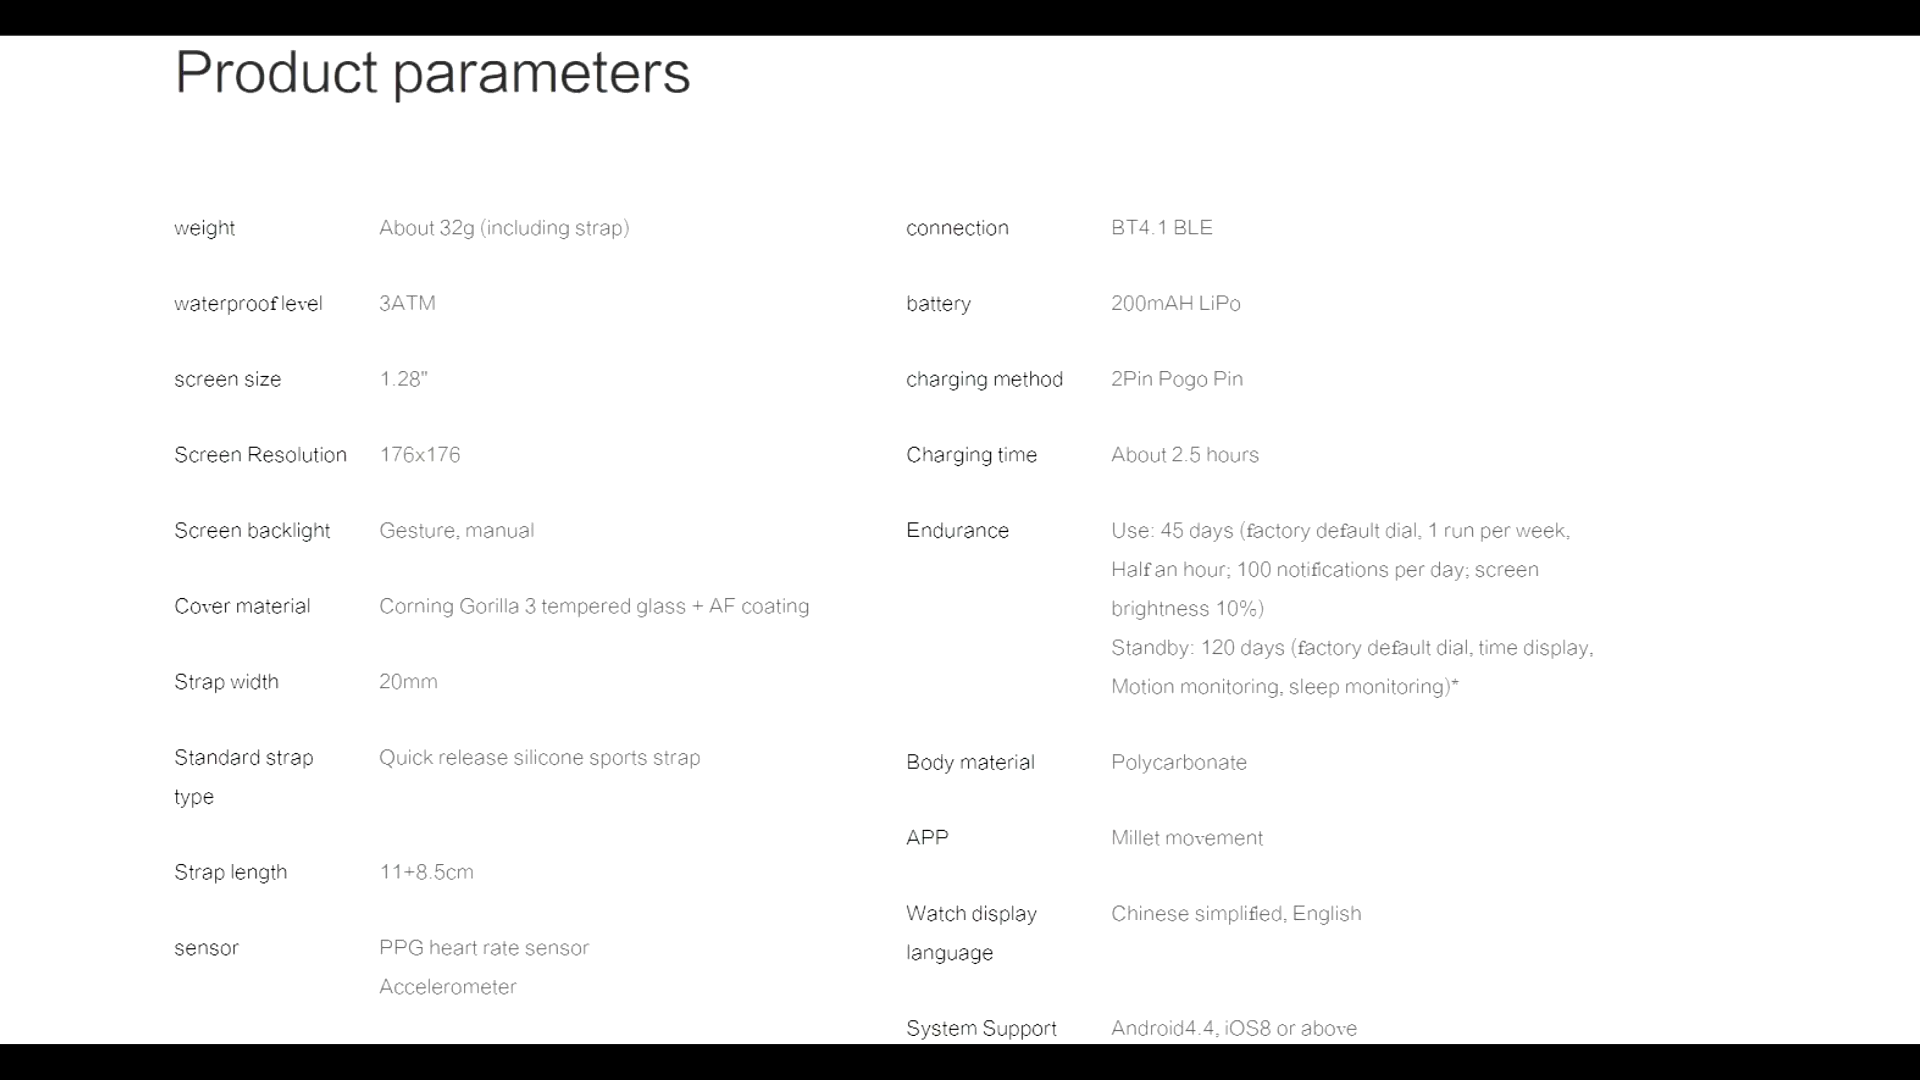 Product parameters
weight About 32g (including strap)
waterproof level 3ATM
screen size 1.28"
Screen Resolution 176x176
Screen backlight Gesture, manual
Cover material Corning Gorilla 3 tempered glass + AF coating
Strap width 20mm
Standard strap Quick release silicone sports strap
type
Strap length 11+8.5cm
sensor PPG heart rate sensor
Accelerometer
connection BT4.1 BLE
battery 200mAH LiPo
charging method 2Pin Pogo Pin
Charging time About 2.5 hours
Endurance Use: 45 days (factory default dial, 1 run per week,
Half an hour; 100 notifications per day; screen
brightness 10%)
Standby: 120 days (factory default dial, time display,
Motion monitoring, sleep monitoring)*
Body material Polycarbonate
APP Millet movement
Watch display Chinese simplified, English
language
System Support Android4.4, iOS8 or above